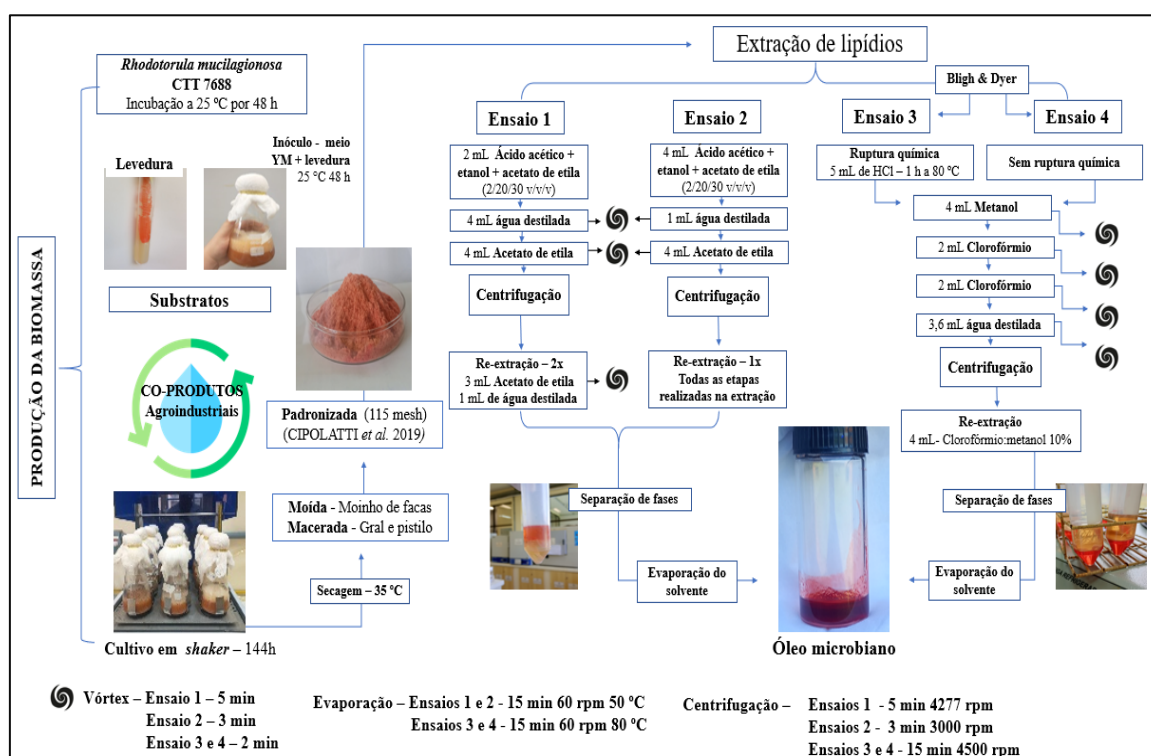 PRODUÇÃO DA BIOMASSA
Rhodotorula mucilagionosa
CTT 7688
Incubação a 25 ºC por 48 h
Levedura
Inóculo - meio
YM + levedura
25 °C 48 h
Substratos
CO-PRODUTOS
Agroindustriais
Cultivo em shaker – 144h
Secagem – 35 ºC
Moída - Moinho de facas
Macerada - Gral e pistilo
Padronizada (115 mesh)
(CIPOLATTI et al. 2019)
Extração de lipídios
Ensaio 1
2 mL Ácido acético +
etanol + acetato de etila
(2/20/30 v/v/v)
4 mL água destilada
4 mL Acetato de etila
Centrifugação
Re-extração – 2x
3 mL Acetato de etila
1 mL de água destilada
Ensaio 2
4 mL Ácido acético +
etanol + acetato de etila
(2/20/30 v/v/v)
1 mL água destilada
4 mL Acetato de etila
Centrifugação
Re-extração – 1x
Todas as etapas
realizadas na extração
Separação de fases
Evaporação do
solvente
Bligh & Dyer
Ensaio 3
Ruptura química
5 mL de HCl – 1 h a 80 ºC
Ensaio 4
Sem ruptura química
4 mL Metanol
2 mL Clorofórmio
2 mL Clorofórmio
3,6 mL água destilada
Centrifugação
Re-extração
4 mL- Clorofórmio:metanol 10%
Separação de fases
Evaporação do
solvente
Óleo microbiano
Vórtex – Ensaio 1 – 5 min
Ensaio 2 – 3 min
Ensaio 3 e 4 – 2 min
Evaporação – Ensaios 1 e 2 - 15 min 60 rpm 50 ºC
Ensaios 3 e 4 - 15 min 60 rpm 80 ºC
Centrifugação – Ensaios 1 - 5 min 4277 rpm
Ensaios 2 - 3 min 3000 rpm
Ensaios 3 e 4 - 15 min 4500 rpm